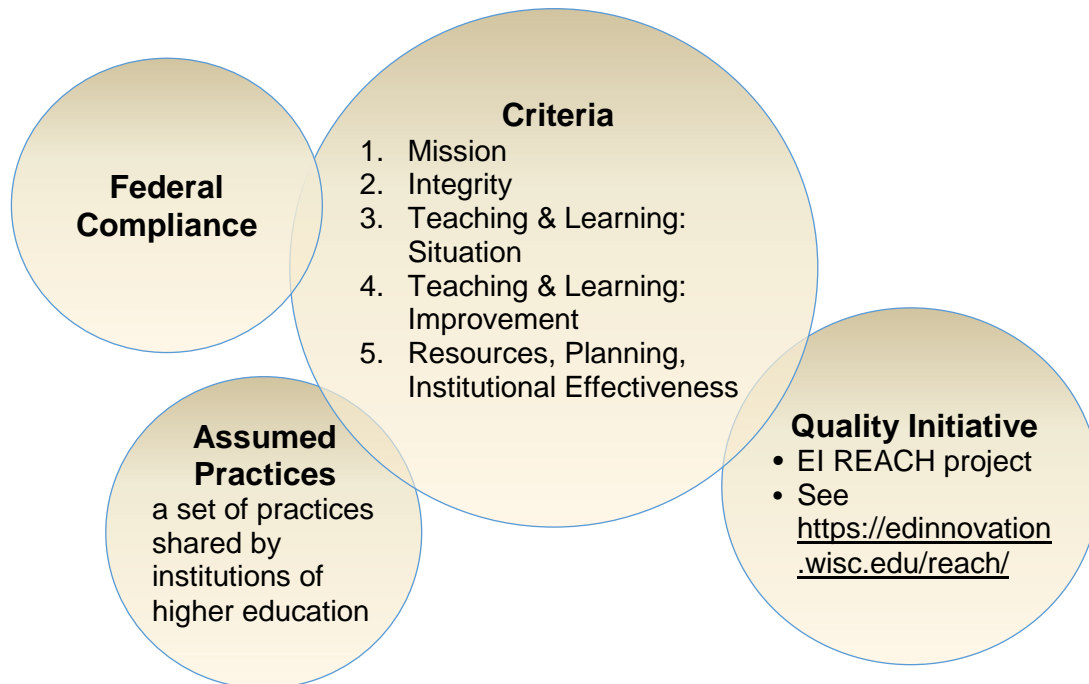 Federal
Compliance
Criteria
1. Mission
2. Integrity
3. Teaching & Learning:
Situation
4. Teaching & Learning:
Improvement
5. Resources, Planning,
Institutional Effectiveness
Assumed
Practices
a set of practices
shared by
institutions of
higher education
Quality Initiative
• EI REACH project
• See
https://edinnovation
.wisc.edu/reach/